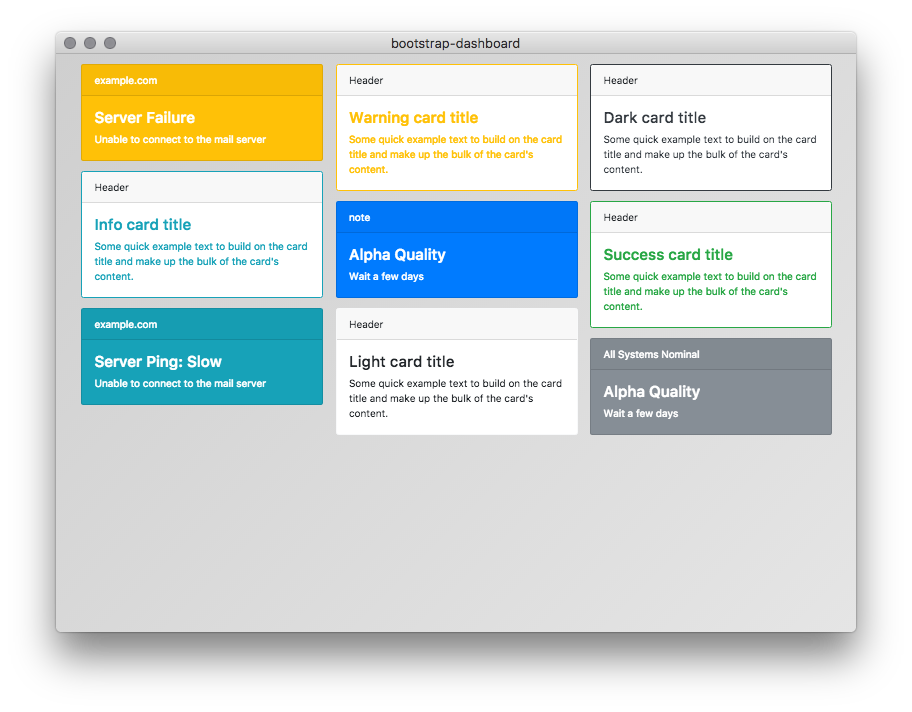 bootstrap-dashboard
example.com
Server Failure
Unable to connect to the mail server
Header
Info card title
Some quick example text to build on the card
title and make up the bulk of the card's
content.
example.com
Server Ping: Slow
Unable to connect to the mail server
Header
Warning card title
Some quick example text to build on the card
title and make up the bulk of the card's
content.
note
Alpha Quality
Wait a few days
Header
Light card title
Some quick example text to build on the card
title and make up the bulk of the card's
content.
Header
Dark card title
Some quick example text to build on the card
title and make up the bulk of the card's
content.
Header
Success card title
Some quick example text to build on the card
title and make up the bulk of the card's
content.
All Systems Nominal
Alpha Quality
Wait a few days